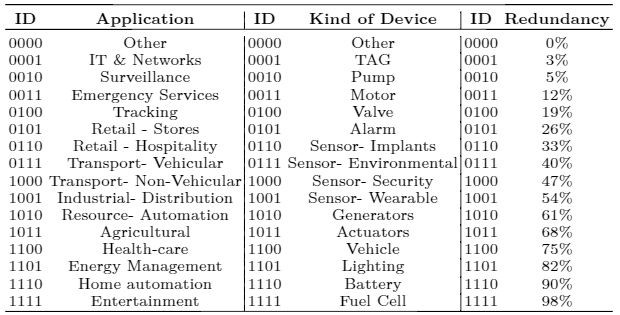 ID Application ID Kind of Device ID Redundancy
0000 Other 0000 Other 0000 0%
0001 IT & Networks 0001 TAG 0001 3%
0010 Surveillance 0010 Pump 0010 5%
0011 Emergency Services 0011 Motor 0011 12%
0100 Tracking 0100 Valve 0100 19%
0101 Retail - Stores 0101 Alarm 0101 26%
0110 Retail - Hospitality 0110 Sensor- Implants 0110 33%
0111 Transport- Vehicular 0111 Sensor- Environmental 0111 40%
1000 Transport- Non-Vehicular 1000 Sensor- Security 1000 47%
1001 Industrial- Distribution 1001 Sensor- Wearable 1001 54%
1010 Resource- Automation 1010 Generators 1010 61%
1011 Agricultural 1011 Actuators 1011 68%
1100 Health-care 1100 Vehicle 1100 75%
1101 Energy Management 1101 Lighting 1101 82%
1110 Home automation 1110 Battery 1110 90%
1111 Entertainment 1111 Fuel Cell 1111 98%